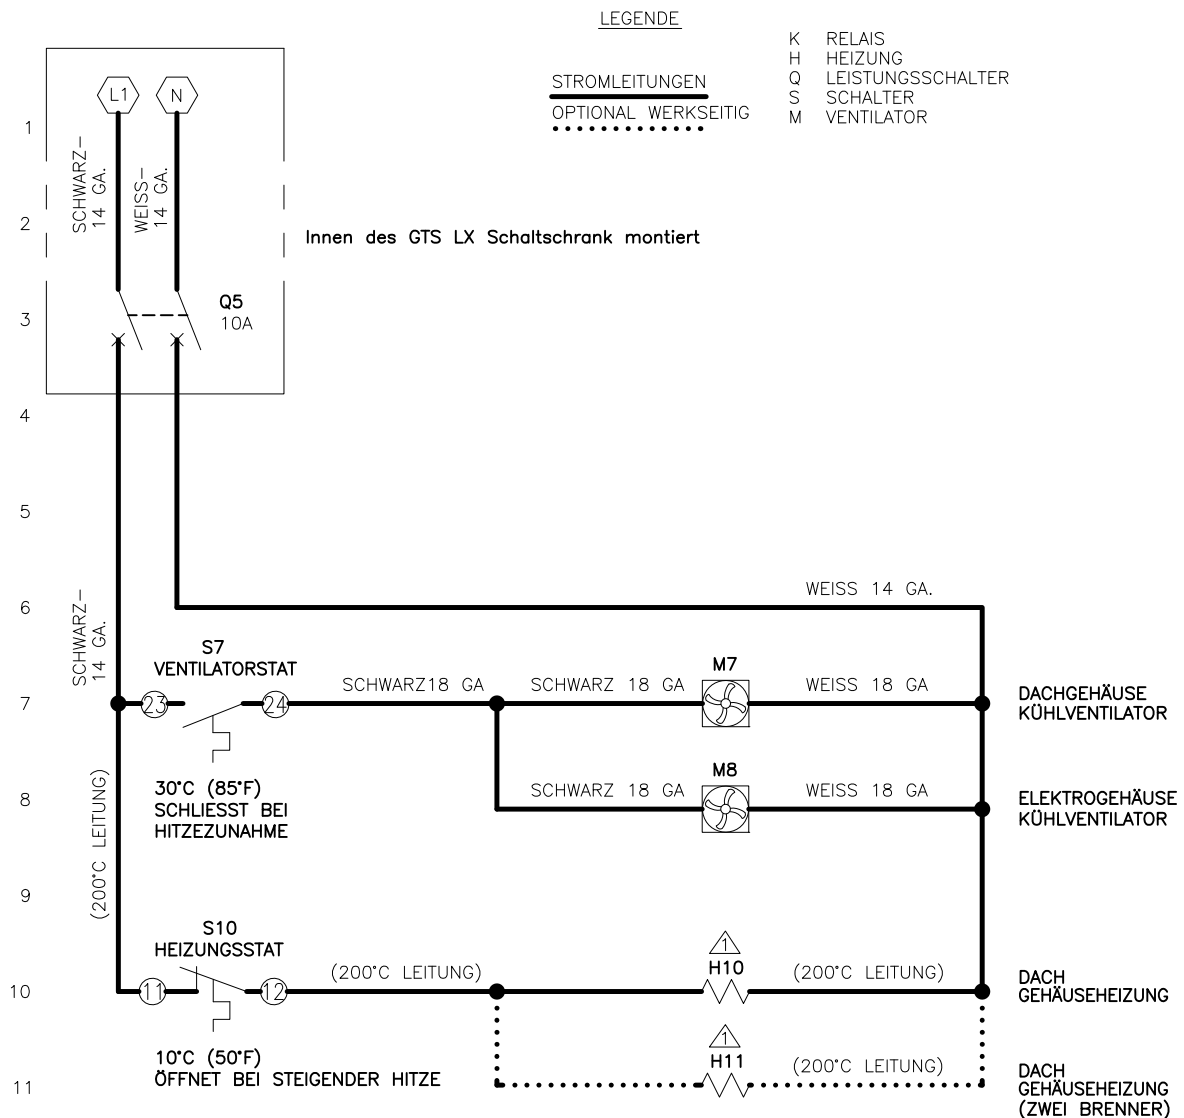 LEGENDE
STROMLEITUNGEN
OPTIONAL WERKSEITIG
K RELAIS
H HEIZUNG
Q LEISTUNGSSCHALTER
S SCHALTER
M VENTILATOR
L1
N
1
SCHWARZ–
14 GA.
WEISS–
14 GA.
2
Innen des GTS LX Schaltschrank montiert
3
Q5
10A
4
5
6
WEISS 14 GA.
SCHWARZ–
14 GA.
S7
VENTILATORSTAT
7
23
24
SCHWARZ18 GA
SCHWARZ 18 GA
M7
WEISS 18 GA
DACHGEHÄUSE
KÜHLVENTILATOR
30°C (85°F)
SCHLIESST BEI
HITZEZUNAHME
8
SCHWARZ 18 GA
M8
WEISS 18 GA
ELEKTROGEHÄUSE
KÜHLVENTILATOR
(200°C LEITUNG)
9
S10
HEIZUNGSSTAT
10
11
12
(200°C LEITUNG)
1
H10
(200°C LEITUNG)
DACH
GEHÄUSEHEIZUNG
10°C (50°F)
ÖFFNET BEI STEIGENDER HITZE
11
1
H11
(200°C LEITUNG)
DACH
GEHÄUSEHEIZUNG
(ZWEI BRENNER)